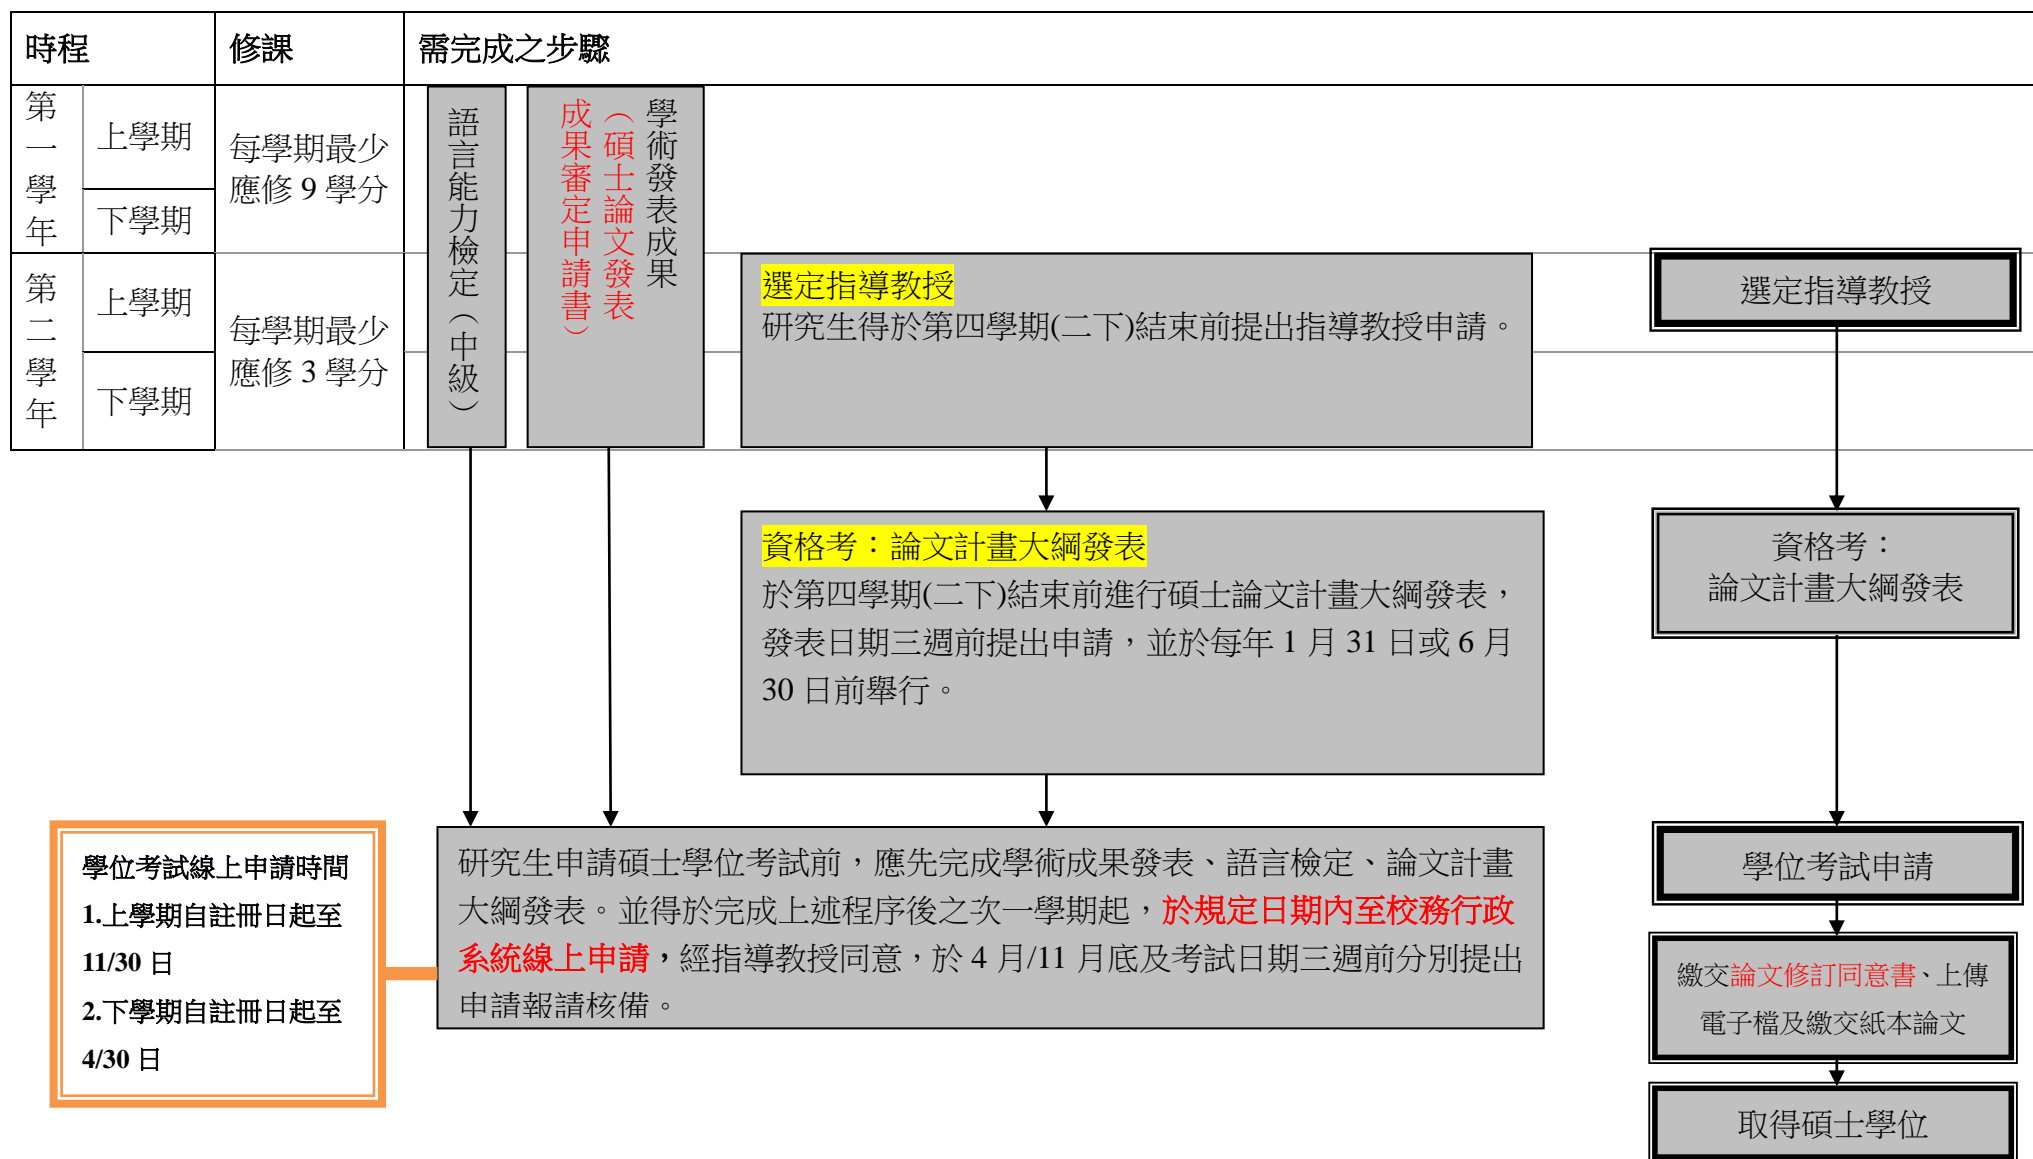 時程
修課
需完成之步驟
第一學年
上學期
下學期
每學期最少
應修 9 學分
第二學年
上學期
下學期
每學期最少
應修 3 學分
語言能力檢定（中級）
學術發表成果
（碩士論文發表
成果審定申請書）
選定指導教授
研究生得於第四學期(二下)結束前提出指導教授申請。
選定指導教授
資格考：論文計畫大綱發表
於第四學期(二下)結束前進行碩士論文計畫大綱發表，
發表日期三週前提出申請，並於每年 1 月 31 日或 6 月
30 日前舉行。
資格考：
論文計畫大綱發表
學位考試線上申請時間
1.上學期自註冊日起至
11/30 日
2.下學期自註冊日起至
4/30 日
研究生申請碩士學位考試前，應先完成學術成果發表、語言檢定、論文計畫
大綱發表。並得於完成上述程序後之次一學期起，於規定日期內至校務行政
系統線上申請，經指導教授同意，於 4 月/11 月底及考試日期三週前分別提出
申請報請核備。
學位考試申請
繳交論文修訂同意書、上傳
電子檔及繳交紙本論文
取得碩士學位